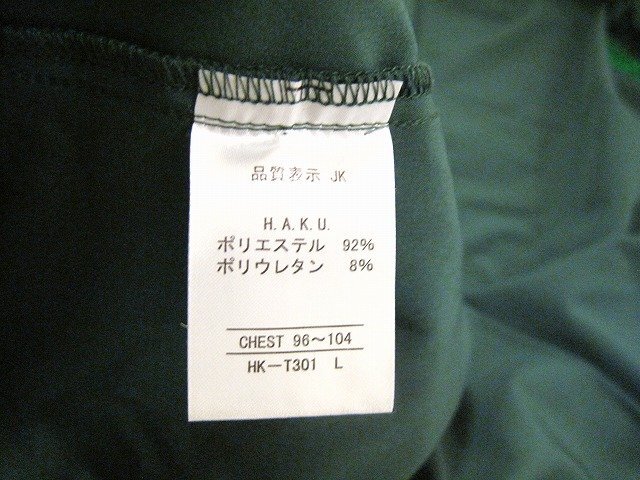 品質表示 JK
H.A.K.U.
ポリエステル 92%
ポリウレタン 8%
CHEST 96〜104
HK－T301 L